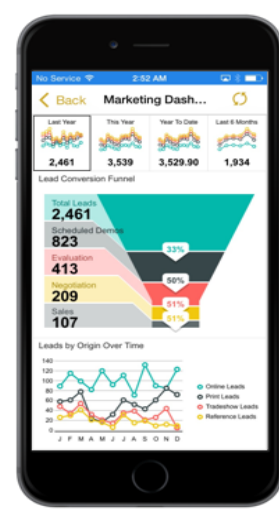 No Service 2:52 AM
Back Marketing Dash...
Last Year This Year Year To Date Last 6 Months
2,461 3,539 3,529.90 1,934
Lead Conversion Funnel
Total Leads
2,461
Scheduled Demos
823
33%
Evaluation
413
50%
Negotiation
209
51%
Sales
107
51%
Leads by Origin Over Time
140
120
100
80
60
40
20
0
J F M A M J J A S O N D
Online Leads
Print Leads
Tradeshow Leads
Reference Leads